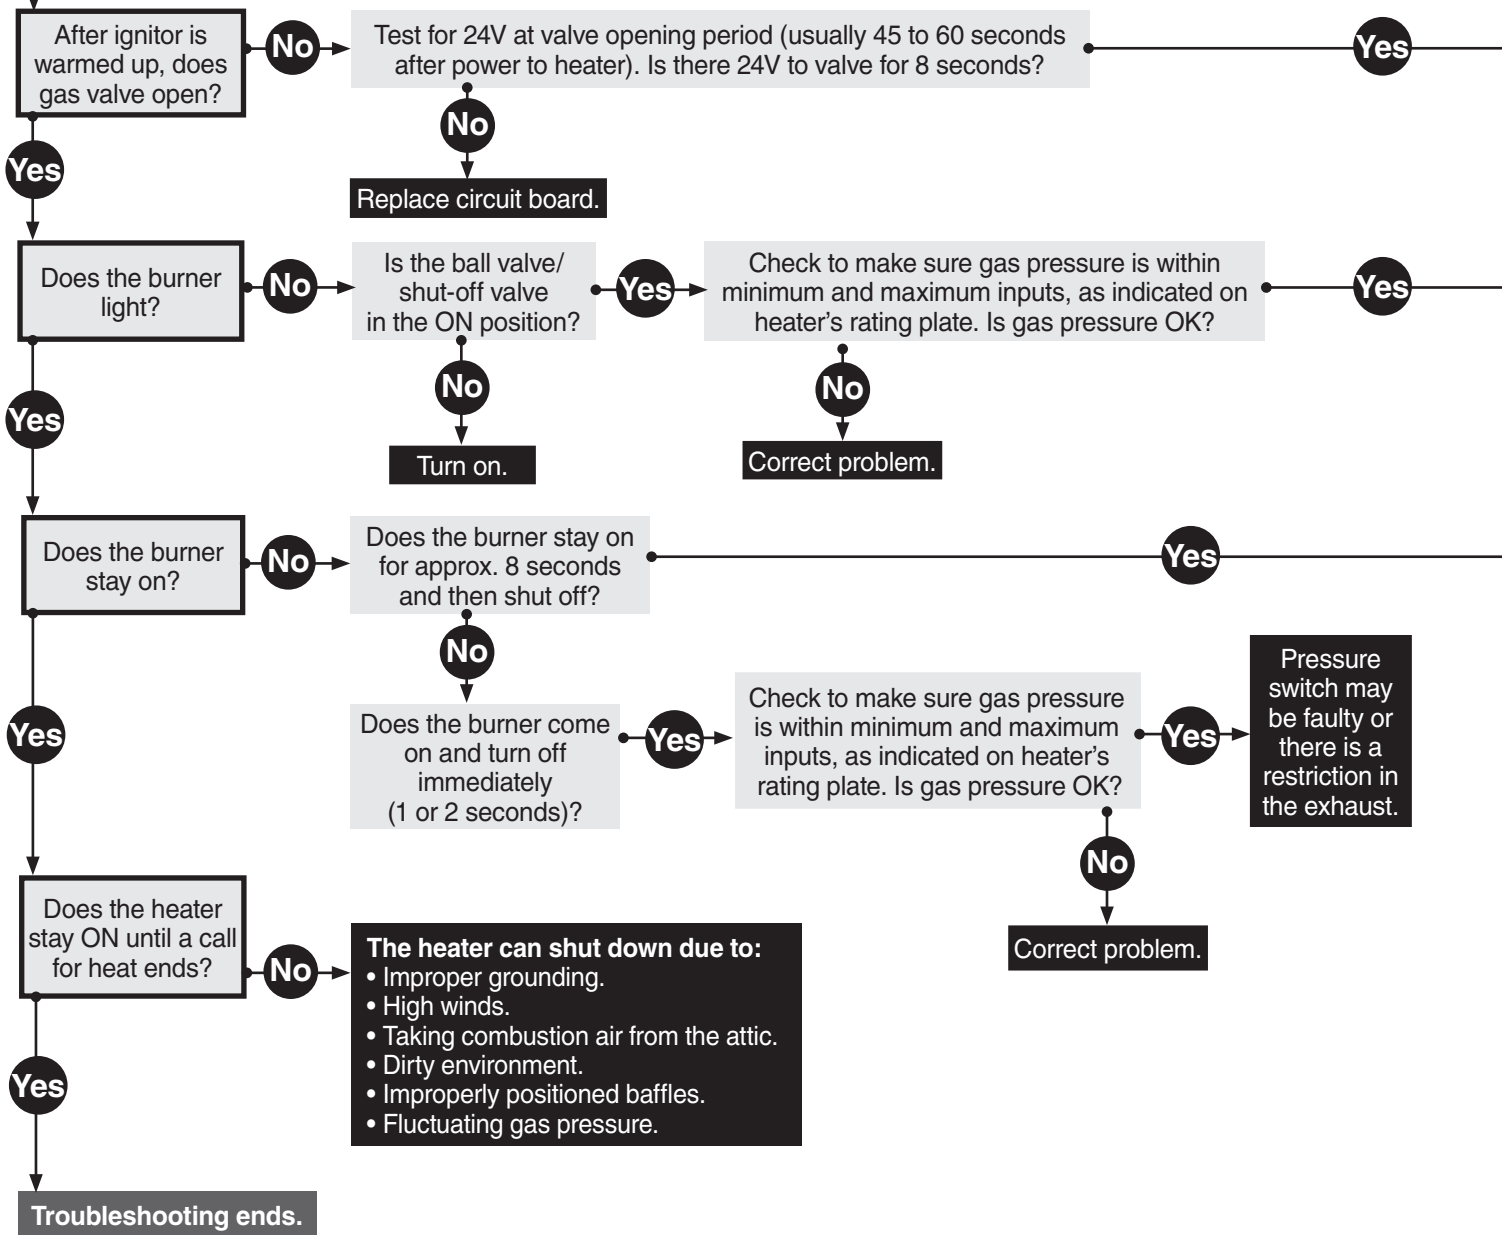 After ignitor is
warmed up, does
gas valve open?
No
Test for 24V at valve opening period (usually 45 to 60 seconds
after power to heater). Is there 24V to valve for 8 seconds?
Yes
No
Replace circuit board.
Yes
Does the burner
light?
No
Is the ball valve/
shut-off valve
in the ON position?
Yes
Check to make sure gas pressure is within
minimum and maximum inputs, as indicated on
heater's rating plate. Is gas pressure OK?
Yes
No
Turn on.
No
Correct problem.
Yes
Does the burner
stay on?
No
Does the burner stay on
for approx. 8 seconds
and then shut off?
Yes
No
Does the burner come
on and turn off
immediately
(1 or 2 seconds)?
Yes
Check to make sure gas pressure
is within minimum and maximum
inputs, as indicated on heater's
rating plate. Is gas pressure OK?
Yes
Pressure
switch may
be faulty or
there is a
restriction in
the exhaust.
No
Correct problem.
Yes
Does the heater
stay ON until a call
for heat ends?
No
The heater can shut down due to:
• Improper grounding.
• High winds.
• Taking combustion air from the attic.
• Dirty environment.
• Improperly positioned baffles.
• Fluctuating gas pressure.
Yes
Troubleshooting ends.